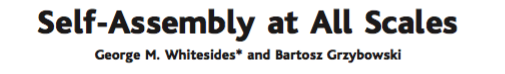 Self-Assembly at All Scales
George M. Whitesides* and Bartosz Grzybowski